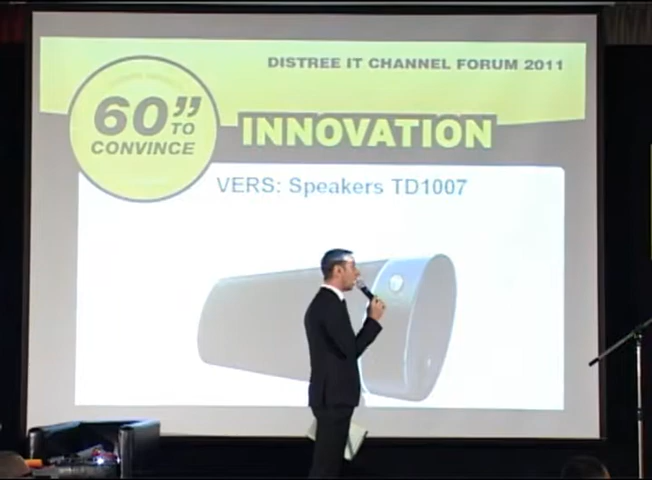 DISTREE IT CHANNEL FORUM 2011
60”
TO
CONVINCE
INNOVATION
VERS: Speakers TD1007